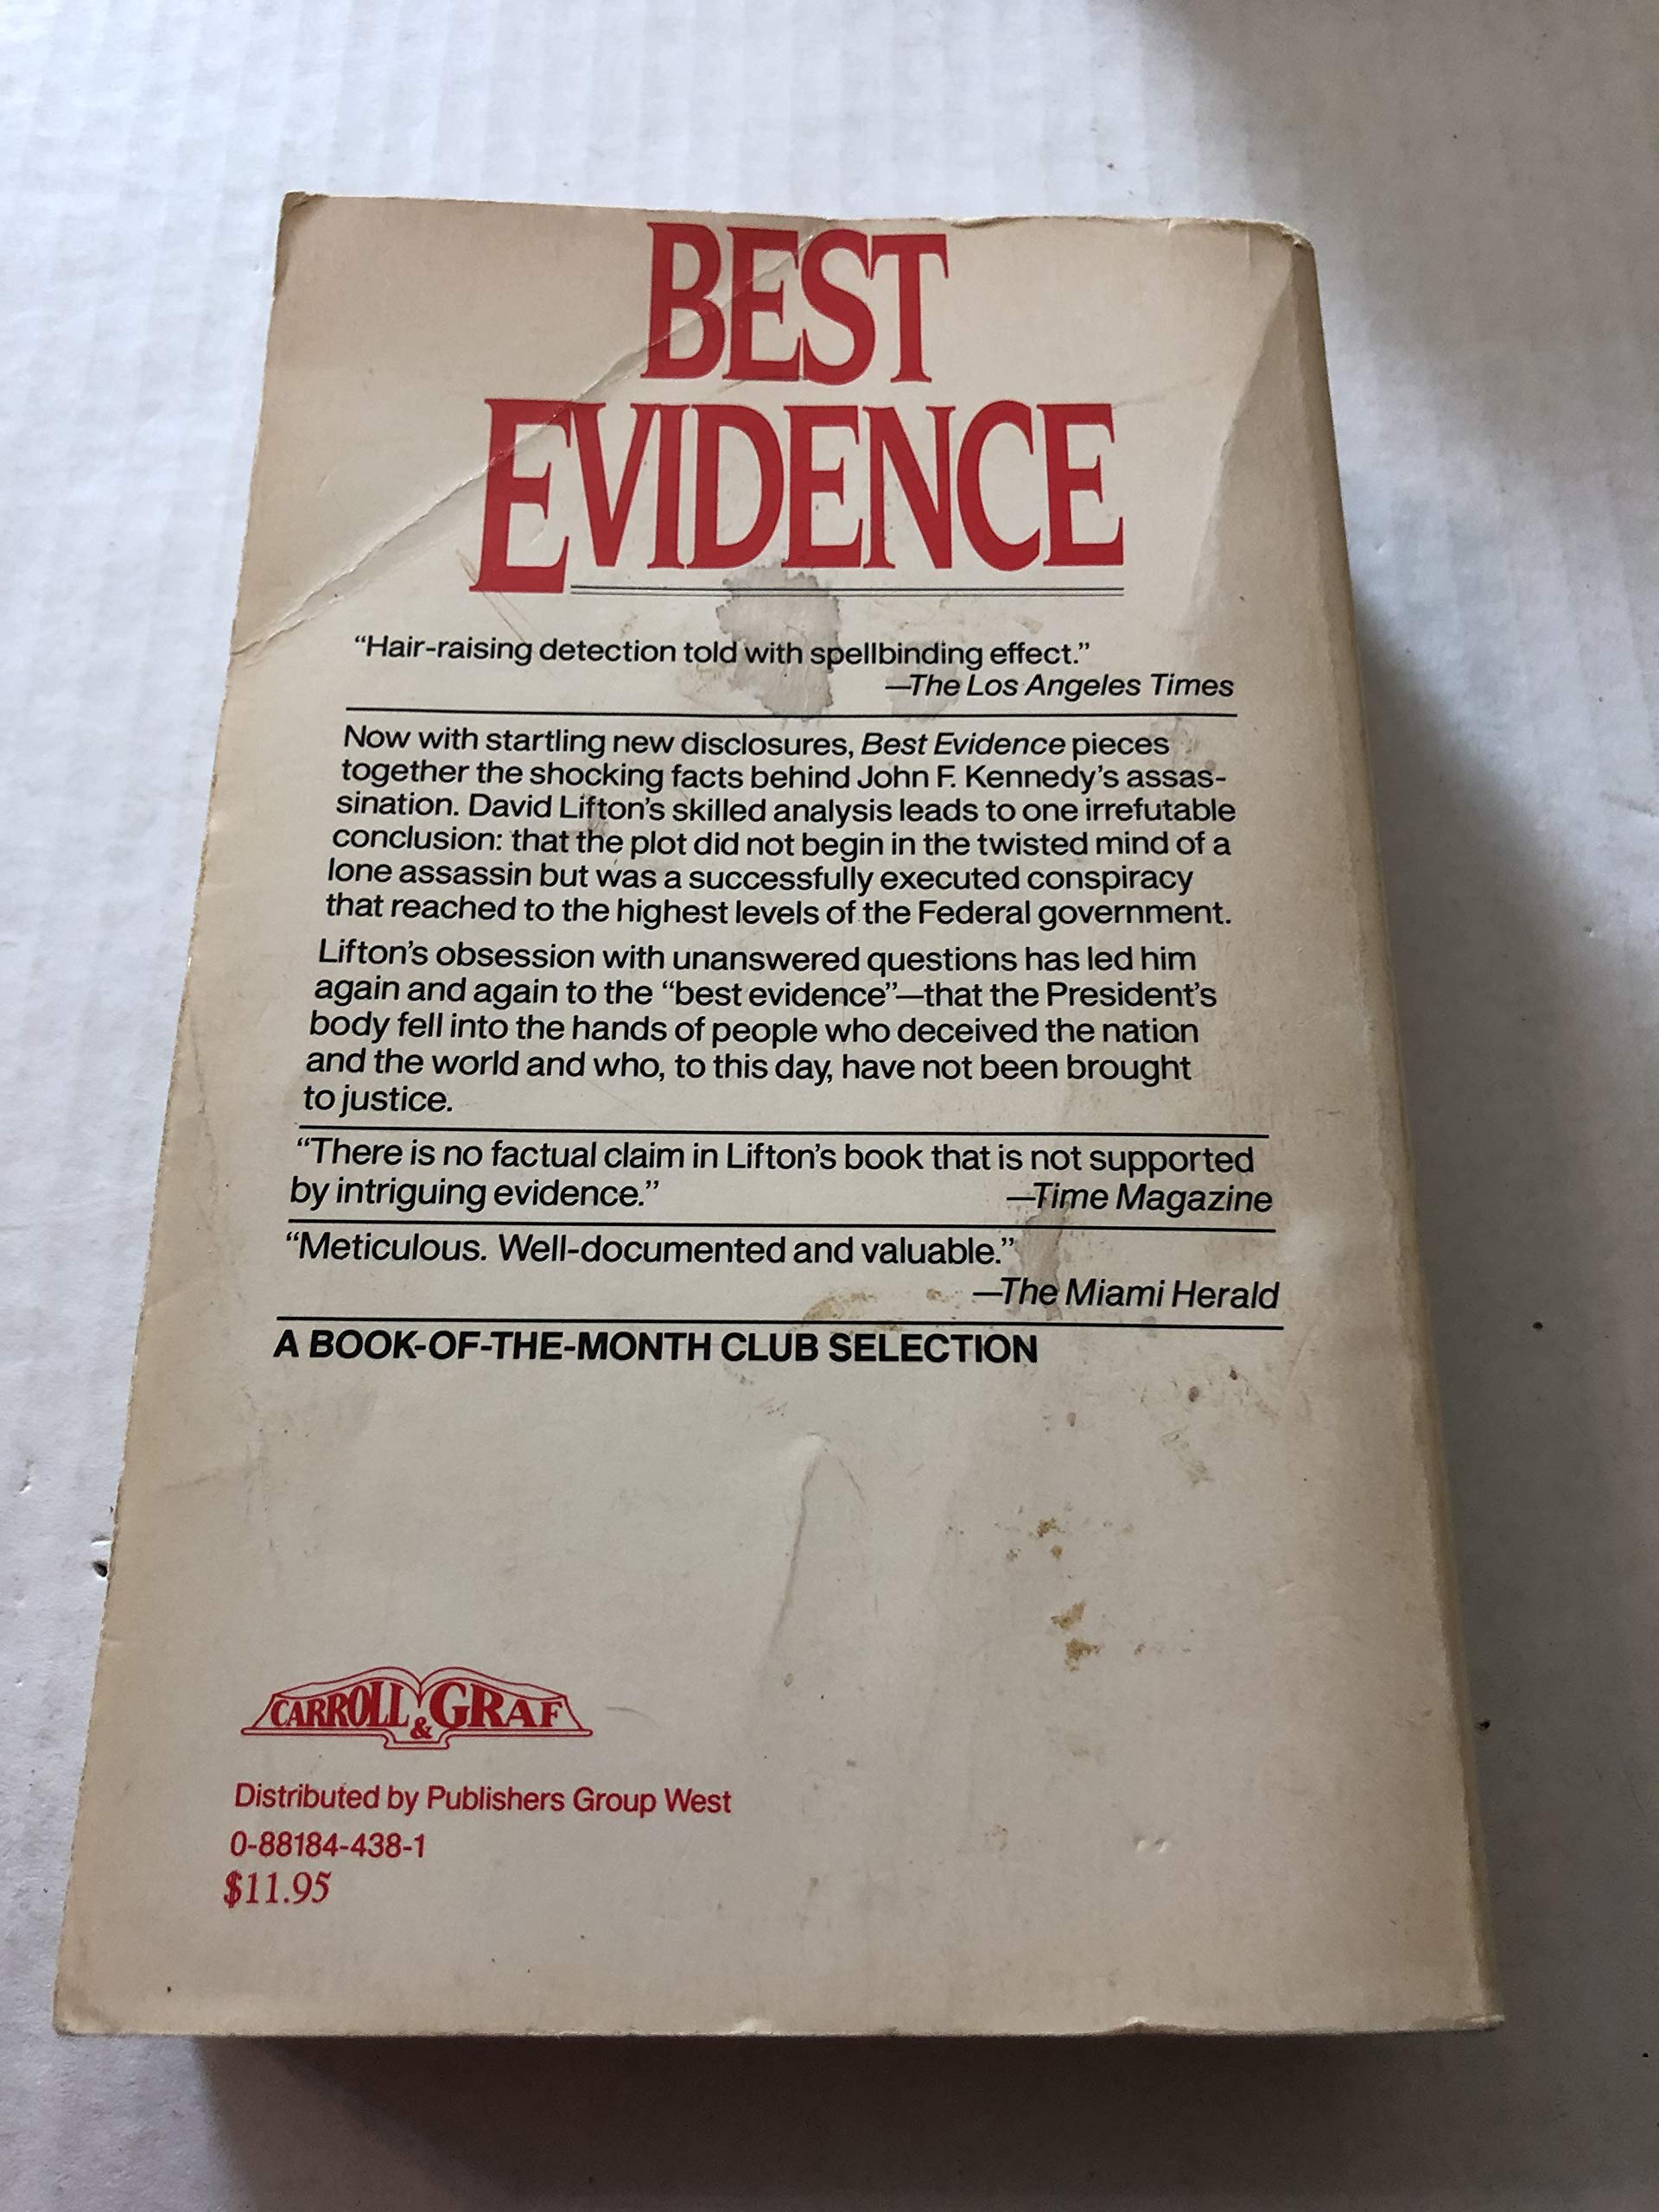 BEST
EVIDENCE
“Hair-raising detection told with spellbinding effect.”
—The Los Angeles Times
Now with startling new disclosures, Best Evidence pieces
together the shocking facts behind John F. Kennedy’s assas-
sination. David Lifton’s skilled analysis leads to one irrefutable
conclusion: that the plot did not begin in the twisted mind of a
lone assassin but was a successfully executed conspiracy
that reached to the highest levels of the Federal government.
Lifton’s obsession with unanswered questions has led him
again and again to the “best evidence”—that the President’s
body fell into the hands of people who deceived the nation
and the world and who, to this day, have not been brought
to justice.
“There is no factual claim in Lifton’s book that is not supported
by intriguing evidence.” —Time Magazine
“Meticulous. Well-documented and valuable.”
—The Miami Herald
A BOOK-OF-THE-MONTH CLUB SELECTION
CARROLL & GRAF
Distributed by Publishers Group West
0-88184-438-1
$11.95